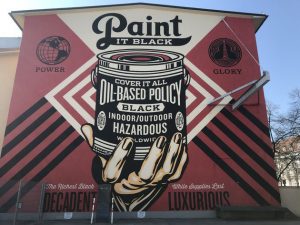 Paint
IT BLACK
POWER
GLORY
COVER IT ALL
OIL-BASED POLICY
BLACK
INDOOR/OUTDOOR
HAZARDOUS
WORLDWIDE
The Richest Black
While Supplies Last
DECADENT
LUXURIOUS